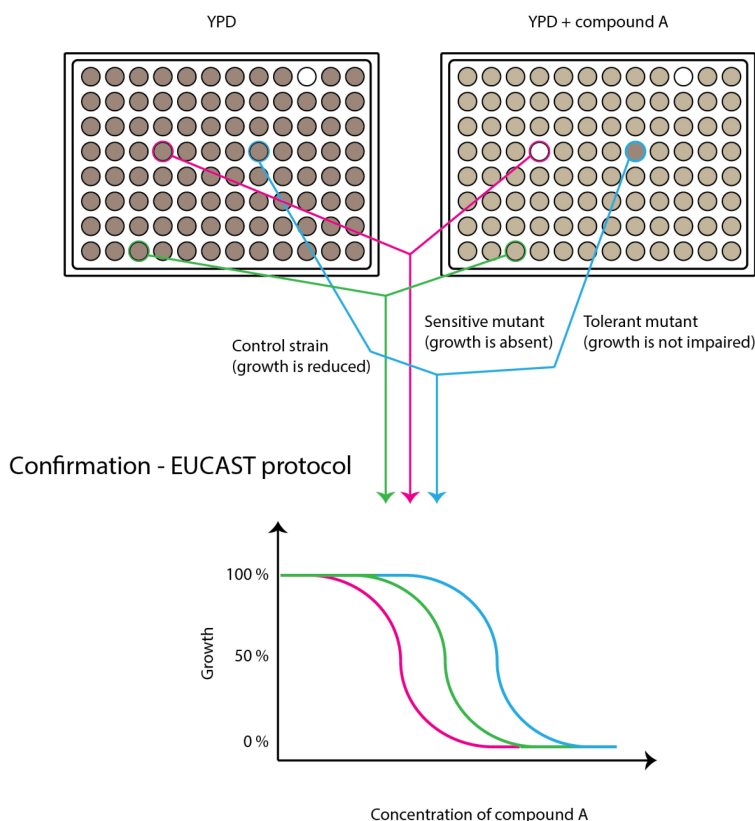 YPD
YPD + compound A
Control strain
(growth is reduced)
Sensitive mutant
(growth is absent)
Tolerant mutant
(growth is not impaired)
Confirmation - EUCAST protocol
100 %
50 %
0 %
Growth
Concentration of compound A